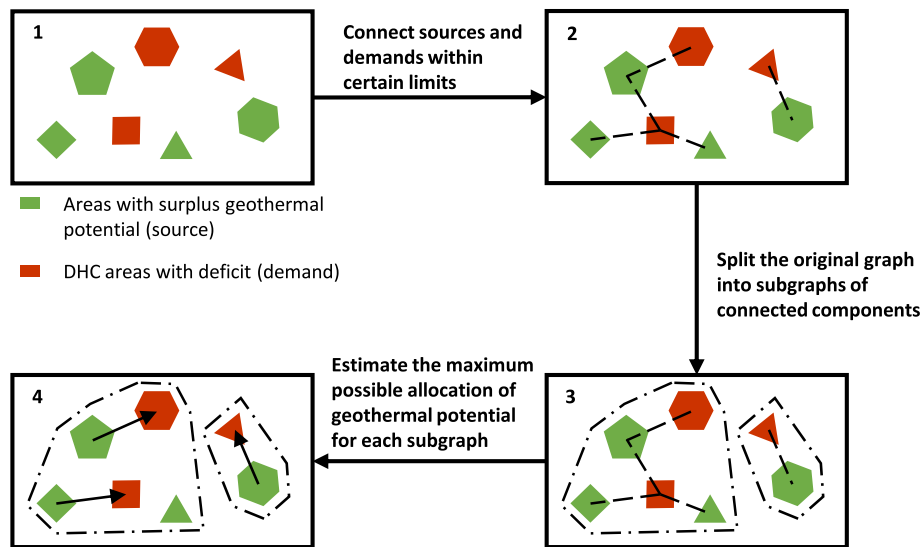 1
Connect sources and
demands within
certain limits
2
Areas with surplus geothermal
potential (source)
DHC areas with deficit (demand)
Split the original graph
into subgraphs of
connected components
4
Estimate the maximum
possible allocation of
geothermal potential
for each subgraph
3